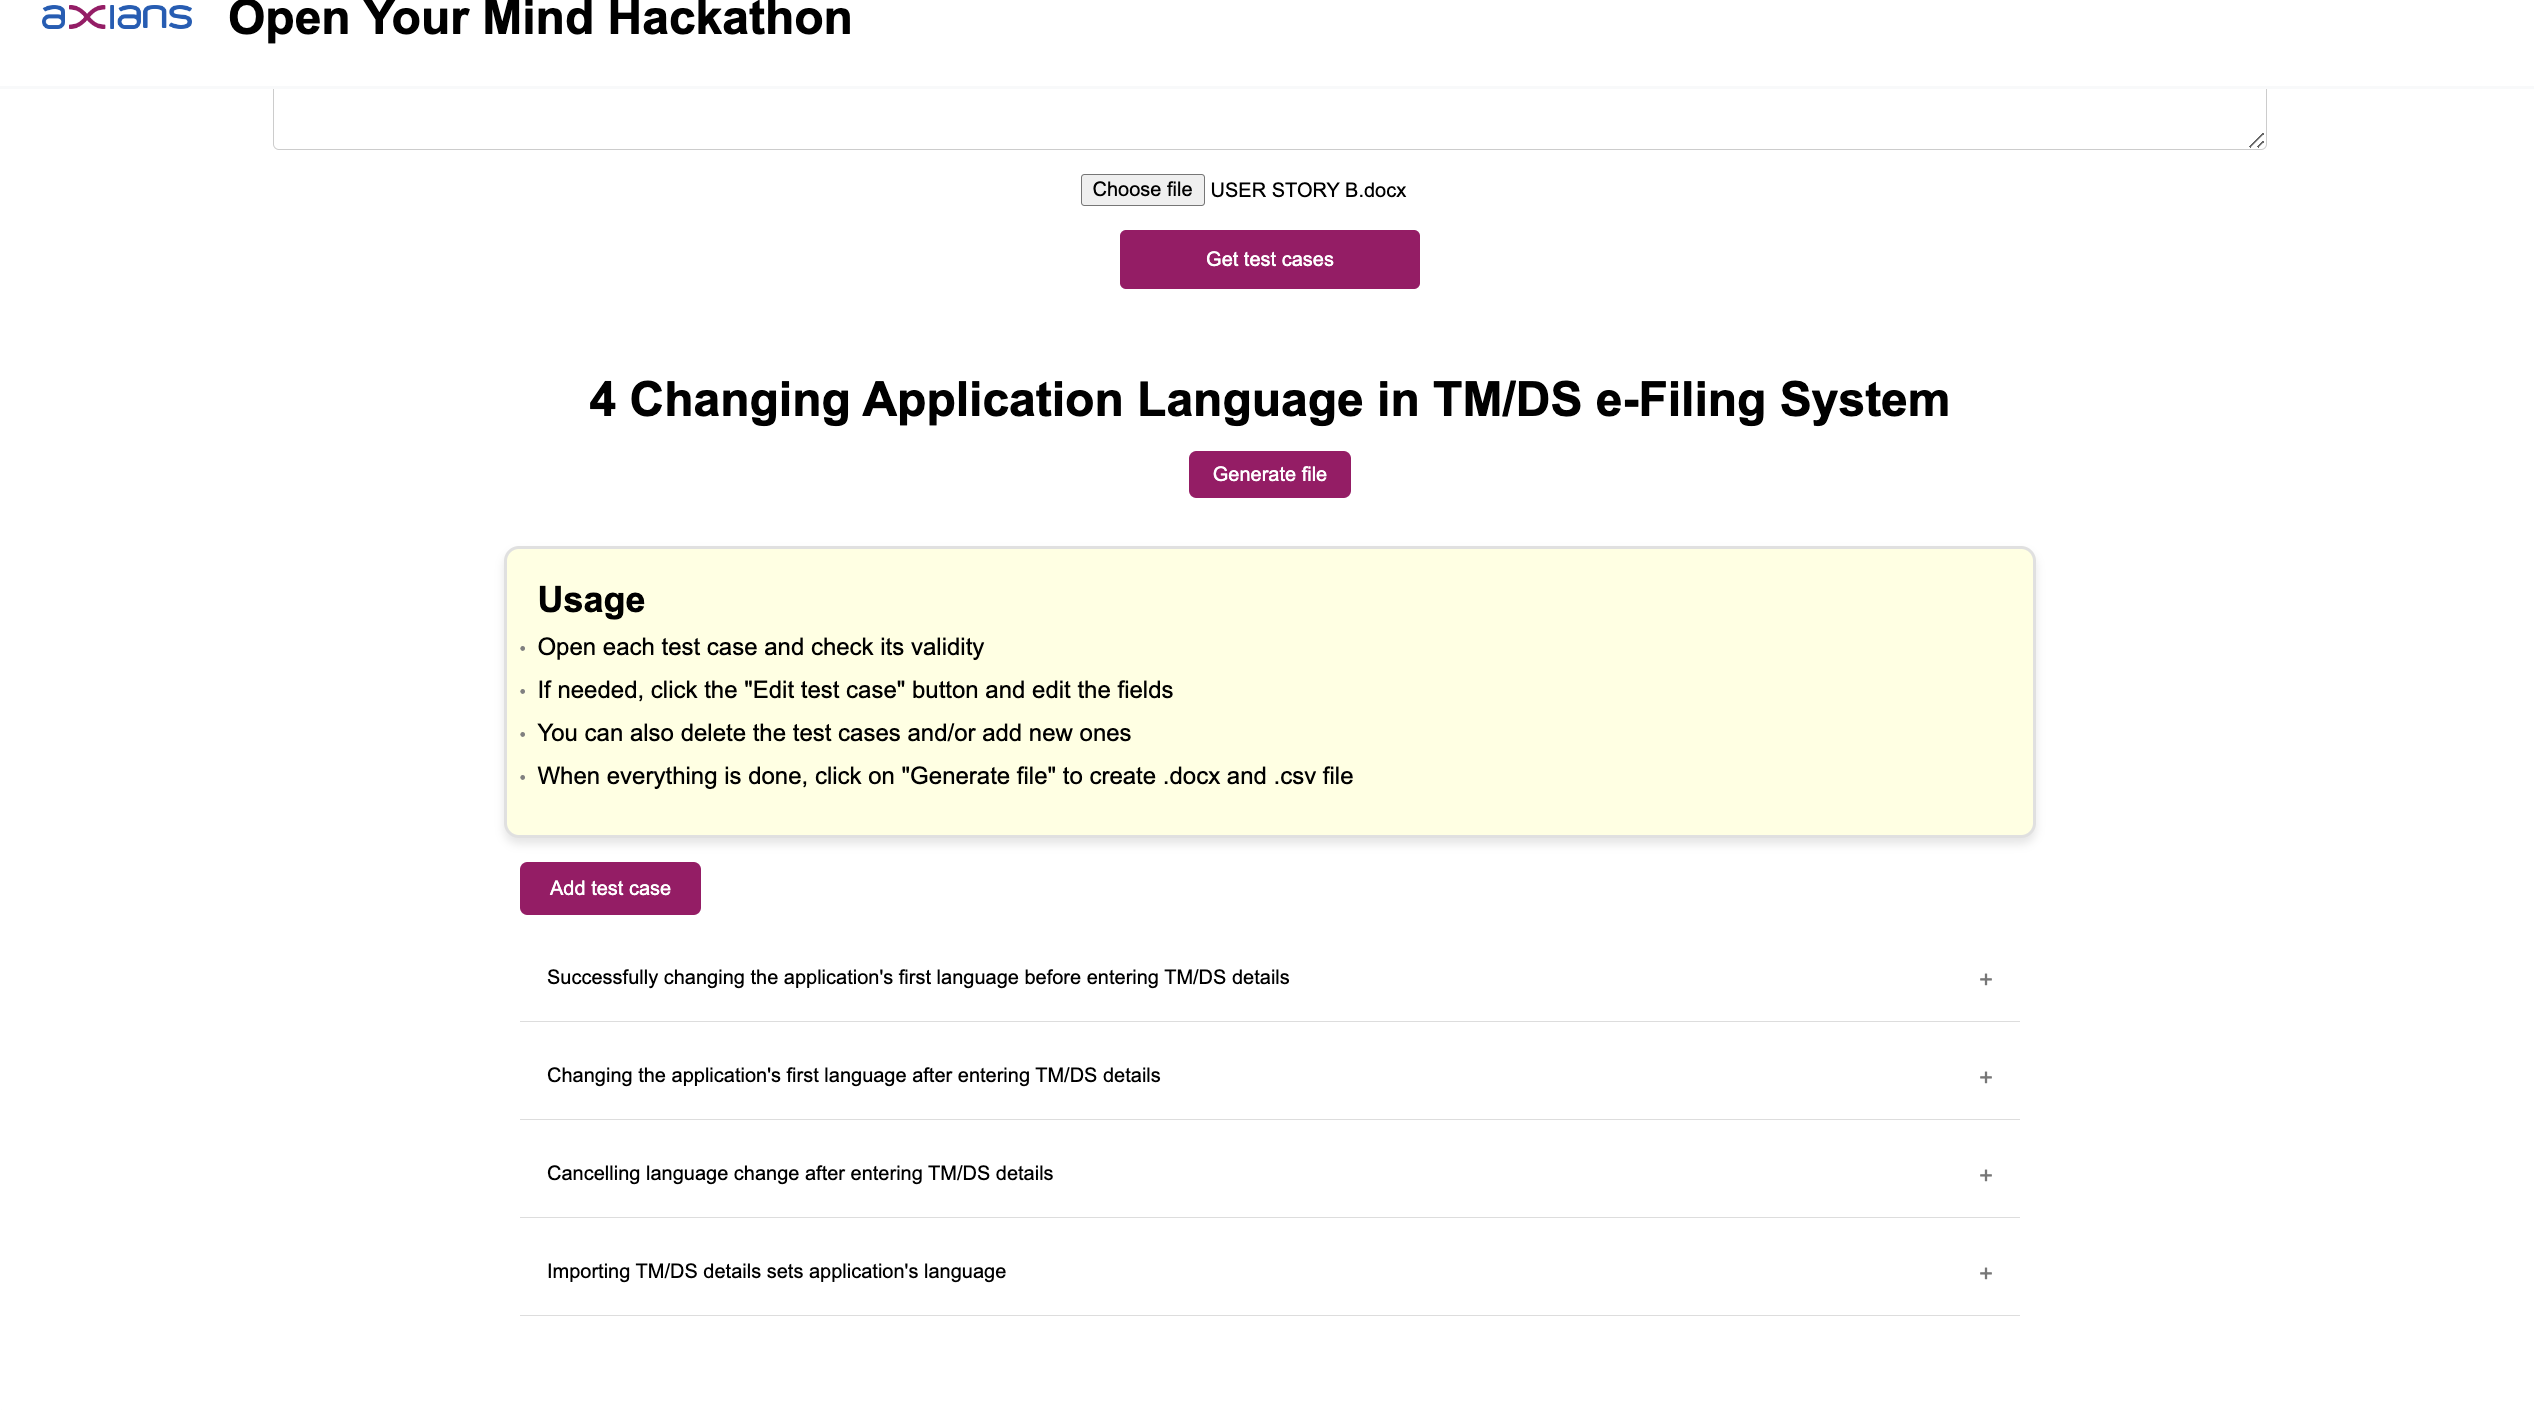 axians Open Your Mind Hackathon
Choose file USER STORY B.docx
Get test cases
4 Changing Application Language in TM/DS e-Filing System
Generate file
Usage
• Open each test case and check its validity
• If needed, click the "Edit test case" button and edit the fields
• You can also delete the test cases and/or add new ones
• When everything is done, click on "Generate file" to create .docx and .csv file
Add test case
Successfully changing the application's first language before entering TM/DS details +
Changing the application's first language after entering TM/DS details +
Cancelling language change after entering TM/DS details +
Importing TM/DS details sets application's language +